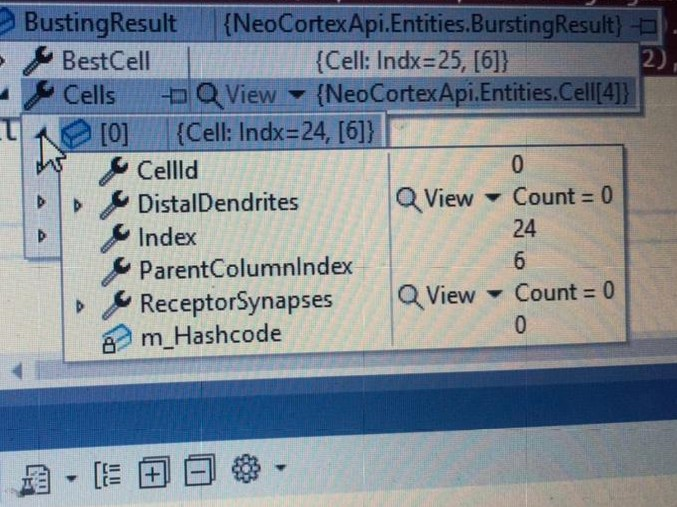 BustingResult {NeoCortexApi.Entities.BurstingResult}
BestCell {Cell: Indx=25, [6]} 2),
Cells View {NeoCortexApi.Entities.Cell[4]}
[0] {Cell: Indx=24, [6]}
CellId 0
DistalDendrites View Count = 0
Index 24
ParentColumnIndex 6
ReceptorSynapses View Count = 0
m_Hashcode 0